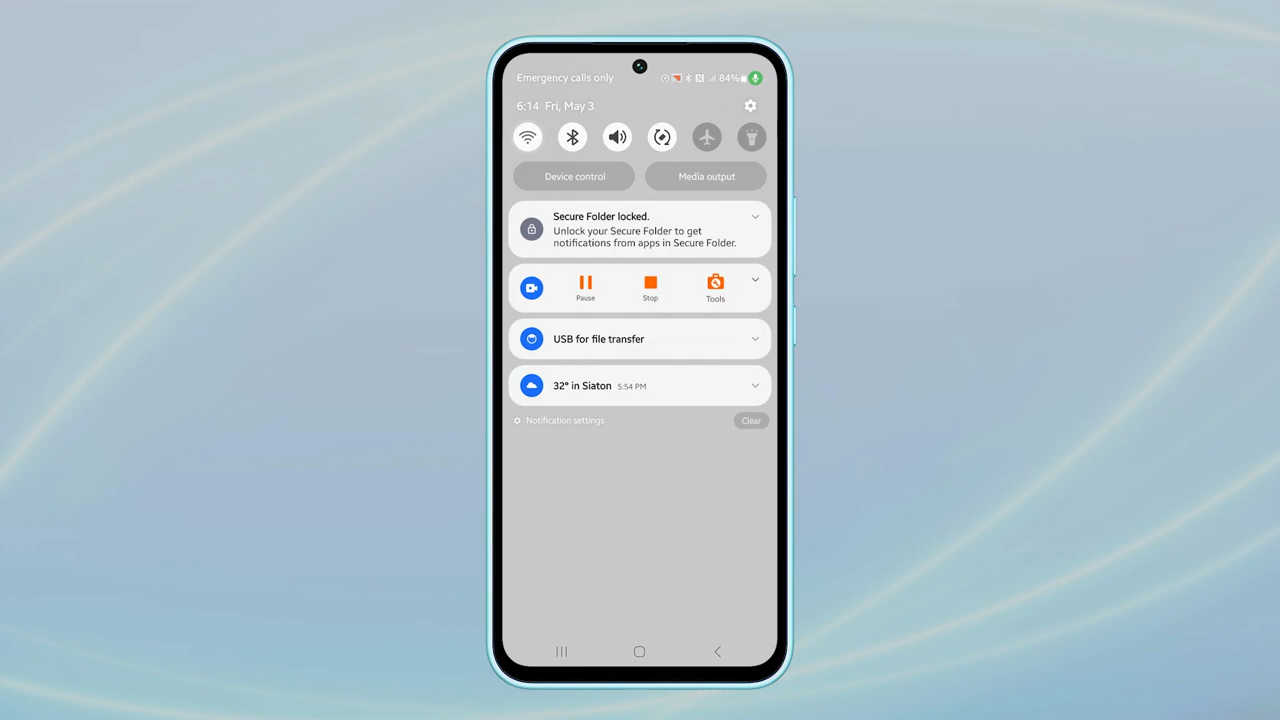 Emergency calls only 84%
6:14 Fri, May 3
Device control Media output
Secure Folder locked.
Unlock your Secure Folder to get
notifications from apps in Secure Folder.
Pause Stop Tools
USB for file transfer
32° in Siaton 5:54 PM
Notification settings Clear